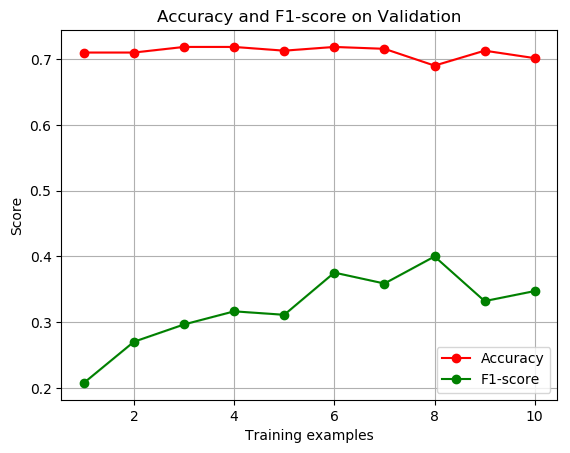 Accuracy and F1-score on Validation
Score
0.7
0.6
0.5
0.4
0.3
0.2
2 4 6 8 10
Training examples
Accuracy
F1-score